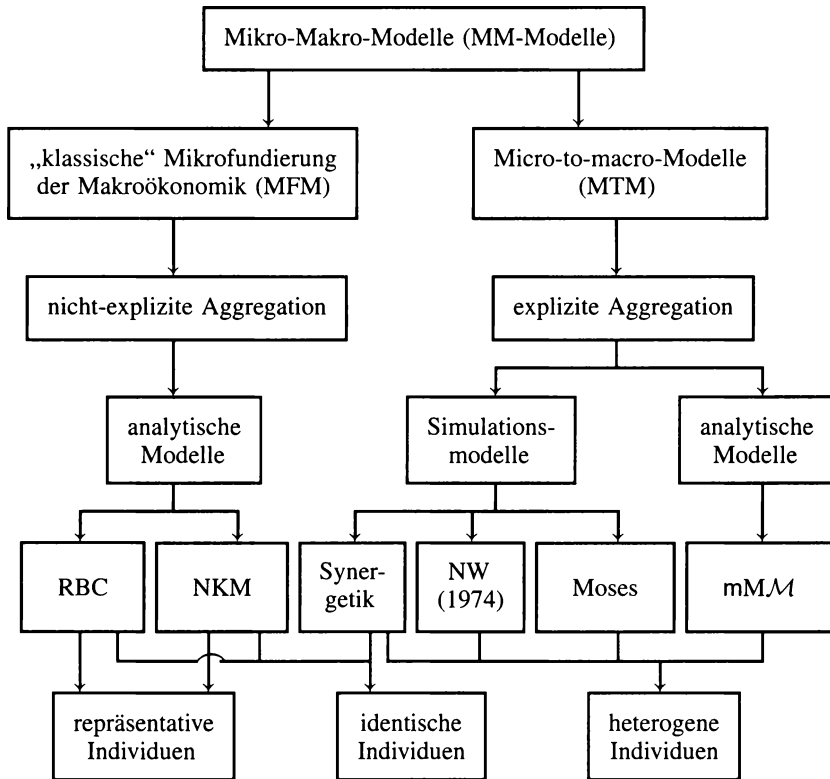 Mikro-Makro-Modelle (MM-Modelle)
„klassische“ Mikrofundierung
der Makroökonomik (MFM)
Micro-to-macro-Modelle
(MTM)
nicht-explizite Aggregation
explizite Aggregation
analytische
Modelle
Simulations-
modelle
analytische
Modelle
RBC
NKM
Syner-
getik
NW
(1974)
Moses
mMℳ
repräsentative
Individuen
identische
Individuen
heterogene
Individuen